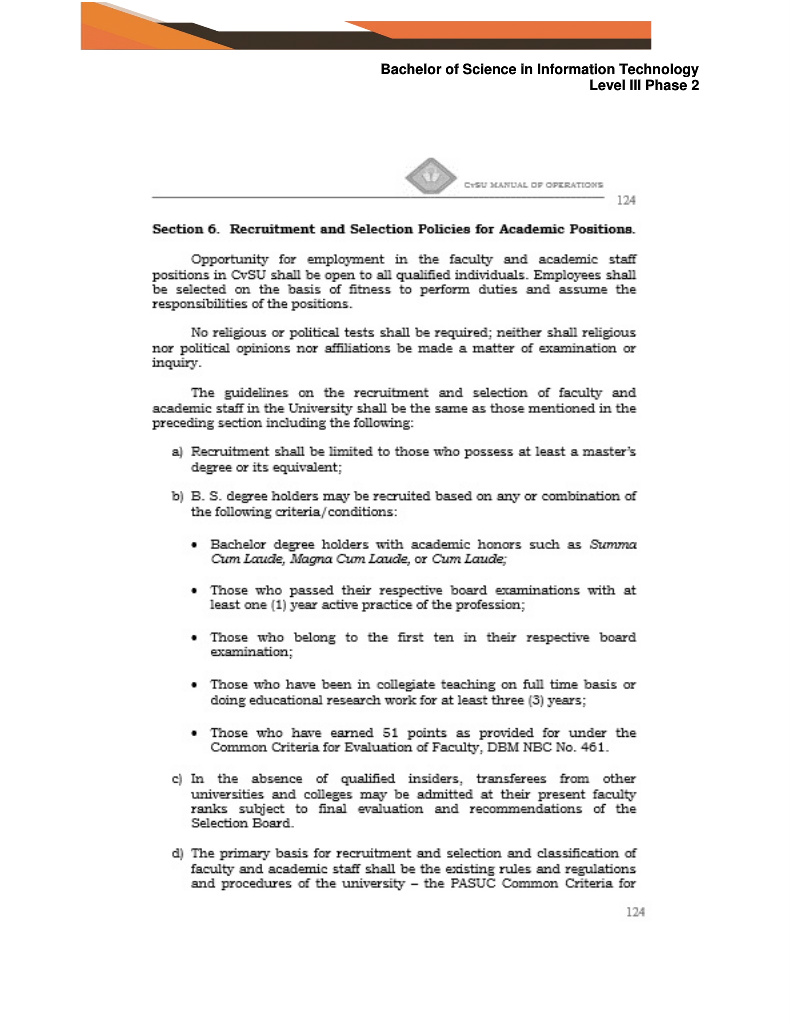 Bachelor of Science in Information Technology
Level III Phase 2
CvSU MANUAL OF OPERATIONS
124
Section 6. Recruitment and Selection Policies for Academic Positions.
Opportunity for employment in the faculty and academic staff
positions in CvSU shall be open to all qualified individuals. Employees shall
be selected on the basis of fitness to perform duties and assume the
responsibilities of the positions.
No religious or political tests shall be required; neither shall religious
nor political opinions nor affiliations be made a matter of examination or
inquiry.
The guidelines on the recruitment and selection of faculty and
academic staff in the University shall be the same as those mentioned in the
preceding section including the following:
a) Recruitment shall be limited to those who possess at least a master's
degree or its equivalent;
b) B. S. degree holders may be recruited based on any or combination of
the following criteria/conditions:
• Bachelor degree holders with academic honors such as Summa
Cum Laude, Magna Cum Laude, or Cum Laude;
• Those who passed their respective board examinations with at
least one (1) year active practice of the profession;
• Those who belong to the first ten in their respective board
examination;
• Those who have been in collegiate teaching on full time basis or
doing educational research work for at least three (3) years;
• Those who have earned 51 points as provided for under the
Common Criteria for Evaluation of Faculty, DBM NBC No. 461.
c) In the absence of qualified insiders, transferees from other
universities and colleges may be admitted at their present faculty
ranks subject to final evaluation and recommendations of the
Selection Board.
d) The primary basis for recruitment and selection and classification of
faculty and academic staff shall be the existing rules and regulations
and procedures of the university – the PASUC Common Criteria for
124